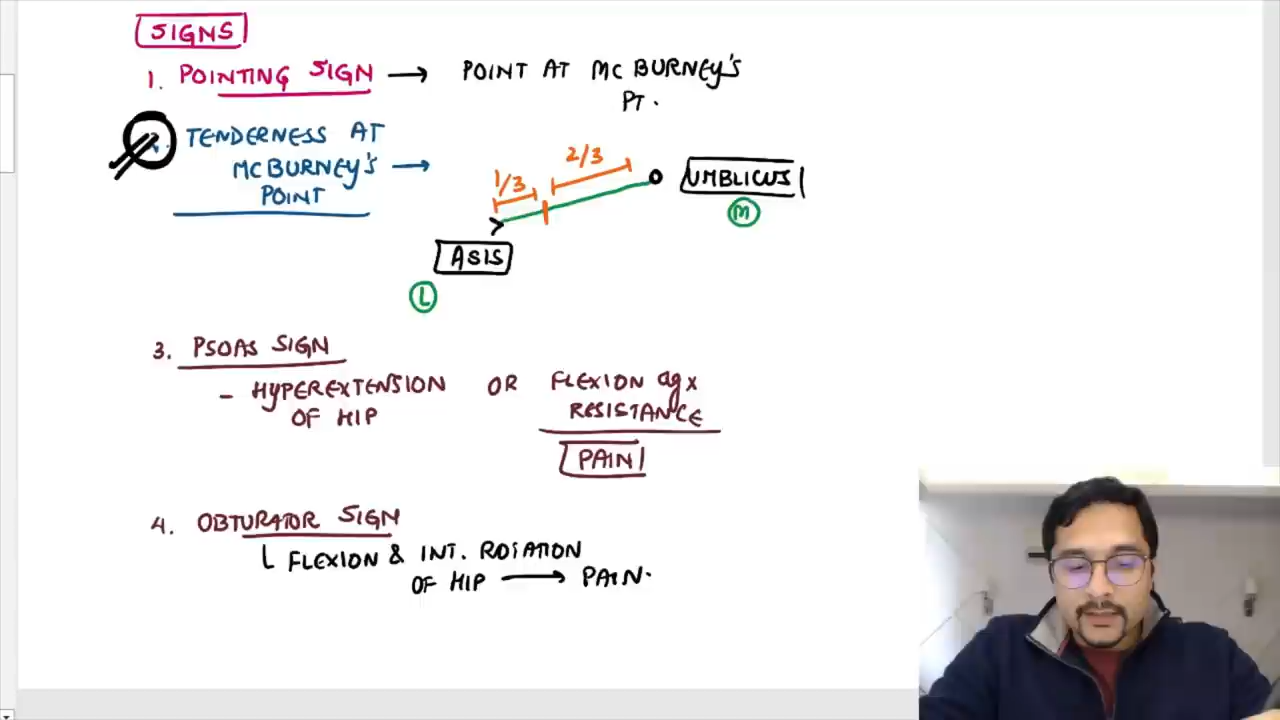 SIGNS
1. POINTING SIGN → POINT AT MC BURNEY'S
PT.
TENDERNESS AT
MCBURNEY'S →
POINT
1/3
2/3
UMBLICUS
M
ASIS
L
3. PSOAS SIGN
- HYPEREXTENSION OR FLEXION agx
OF HIP RESISTANCE
PAIN
4. OBTURATOR SIGN
FLEXION & INT. ROTATION
OF HIP → PAIN.